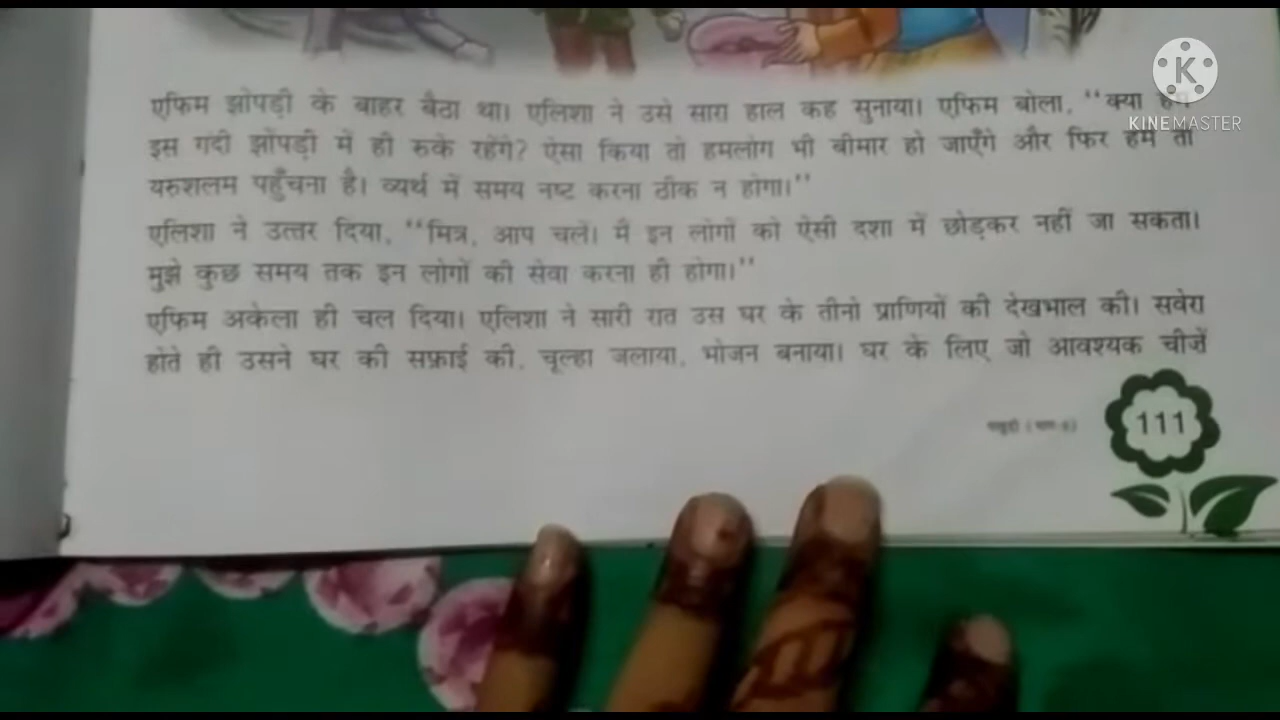 एफिम झोपड़ी के बाहर बैठा था। एलिशा ने उसे सारा हाल कह सुनाया। एफिम बोला, "क्या हम
इस गंदी झोंपड़ी में ही रुके रहेंगे? ऐसा किया तो हमलोग भी बीमार हो जाएँगे और फिर हमें तो
यरुशलम पहुँचना है। व्यर्थ में समय नष्ट करना ठीक न होगा।"
एलिशा ने उत्तर दिया, "मित्र, आप चलें। मैं इन लोगों को ऐसी दशा में छोड़कर नहीं जा सकता।
मुझे कुछ समय तक इन लोगों की सेवा करना ही होगा।"
एफिम अकेला ही चल दिया। एलिशा ने सारी रात उस घर के तीनों प्राणियों की देखभाल की। सवेरा
होते ही उसने घर की सफ़ाई की, चूल्हा जलाया, भोजन बनाया। घर के लिए जो आवश्यक चीज़ें
111
KINEMASTER